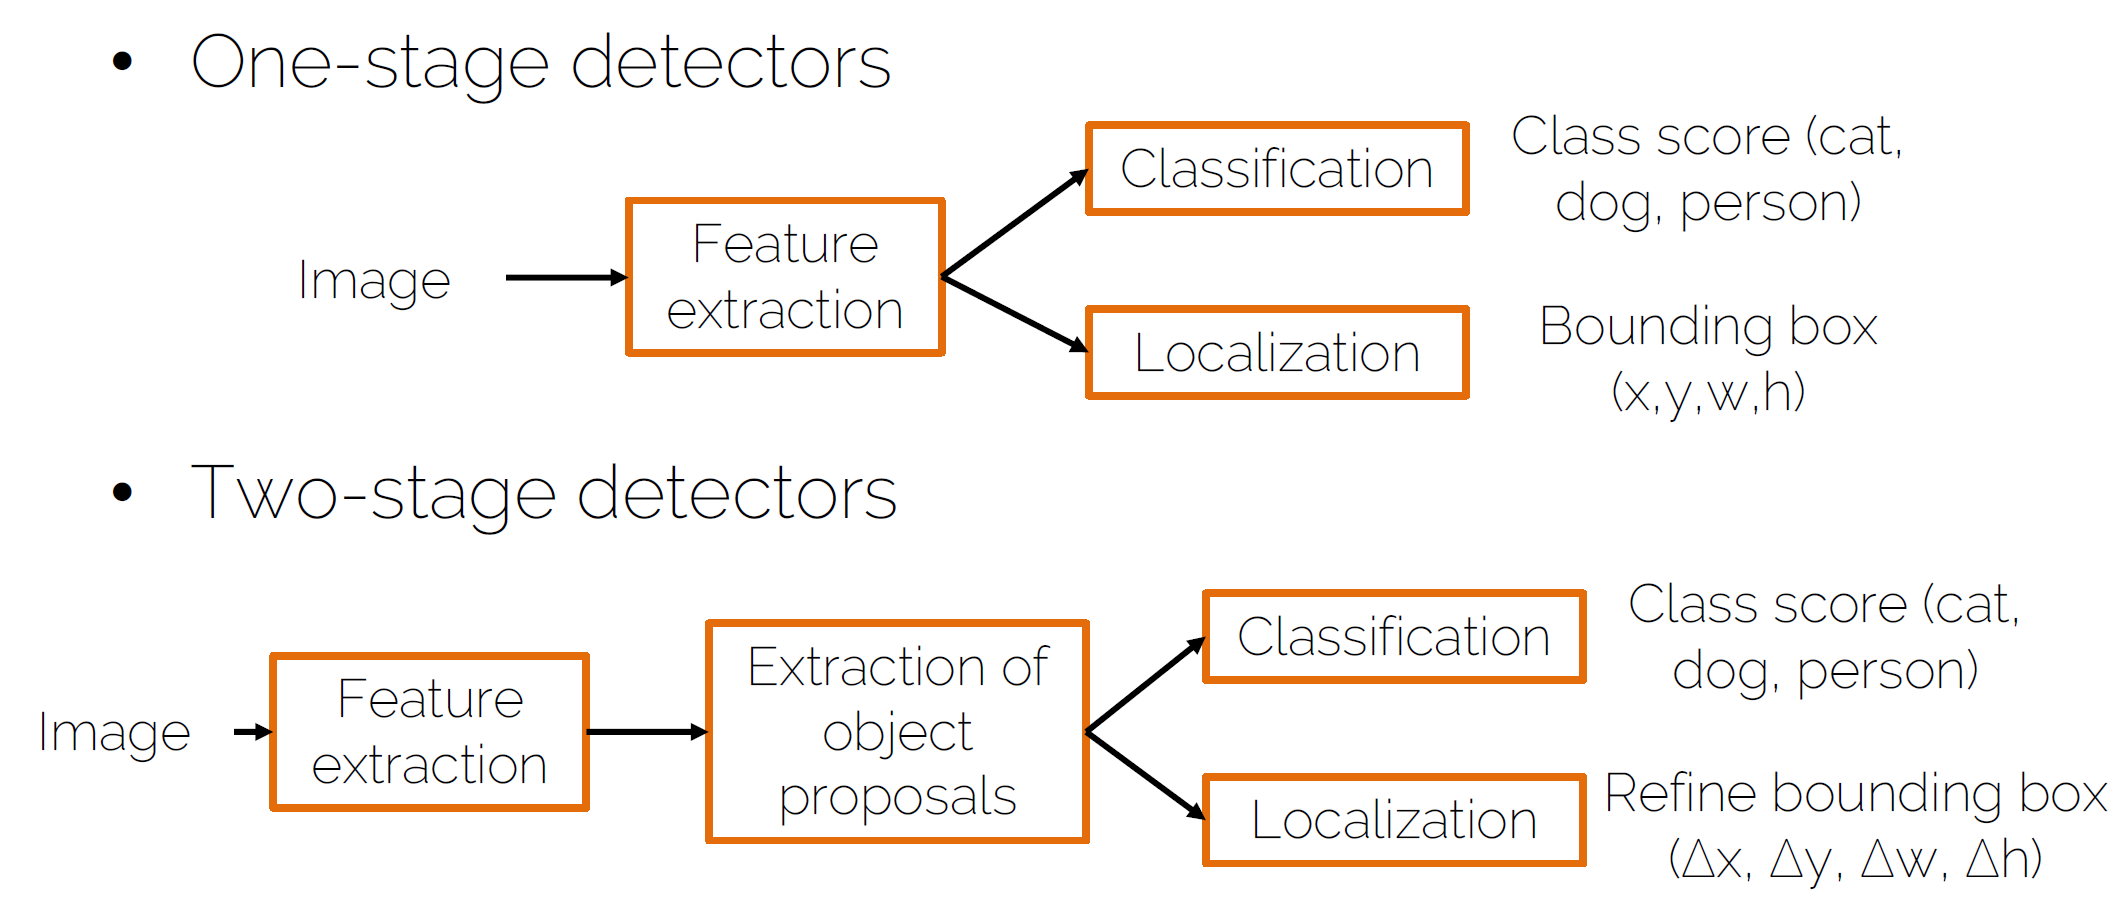 • One-stage detectors
Image
Feature
extraction
Classification
Class score (cat,
dog, person)
Localization
Bounding box
(x,y,w,h)
• Two-stage detectors
Image
Feature
extraction
Extraction of
object
proposals
Classification
Class score (cat,
dog, person)
Localization
Refine bounding box
(Δx, Δy, Δw, Δh)